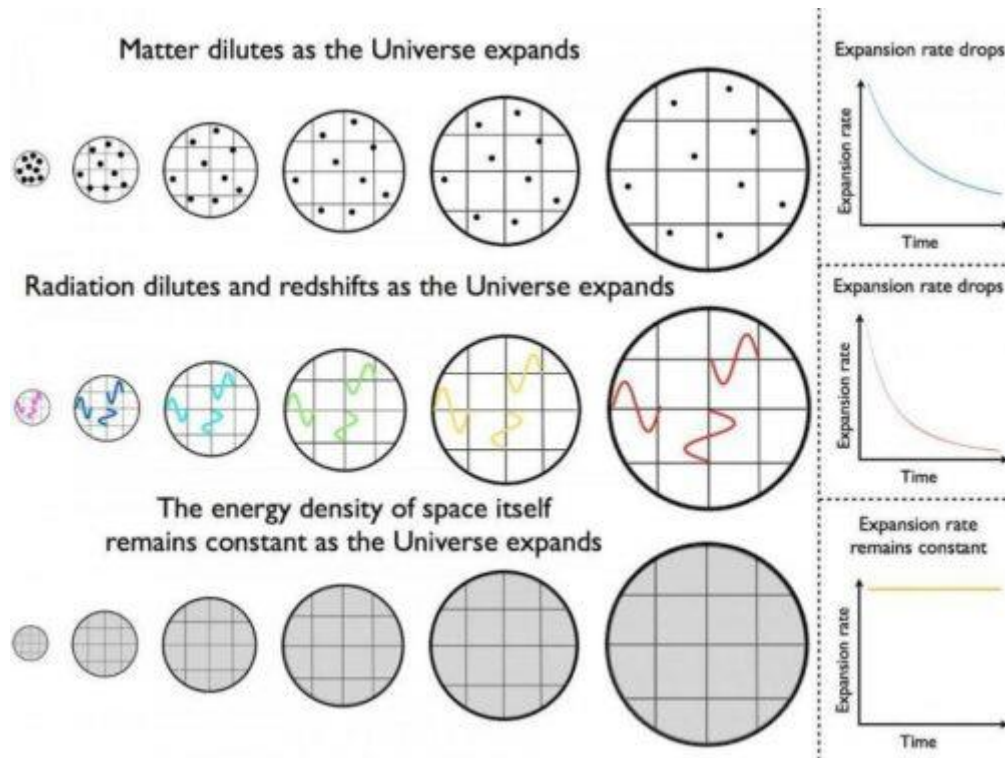 Matter dilutes as the Universe expands
Expansion rate drops
Expansion rate
Time
Radiation dilutes and redshifts as the Universe expands
Expansion rate drops
Expansion rate
Time
The energy density of space itself
remains constant as the Universe expands
Expansion rate
remains constant
Expansion rate
Time